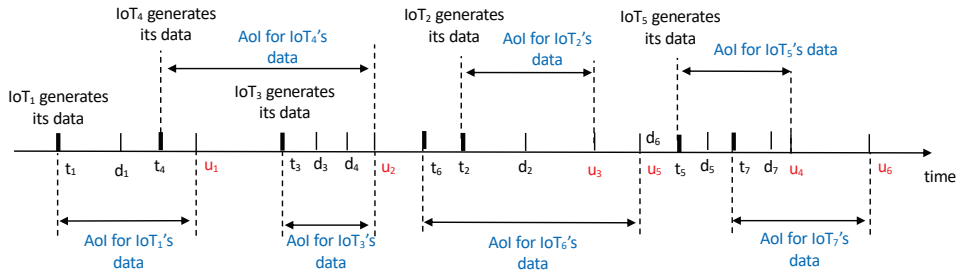 IoT₄ generates
its data
AoI for IoT₄'s
data
IoT₂ generates
its data
AoI for IoT₂'s
data
IoT₅ generates
its data
AoI for IoT₅'s data
IoT₁ generates
its data
IoT₃ generates
its data
d₆
t₁ d₁ t₄ u₁ t₃ d₃ d₄ u₂ t₆ t₂ d₂ u₃ u₅ t₅ d₅ t₇ d₇ u₄ u₆
time
AoI for IoT₁'s
data
AoI for IoT₃'s
data
AoI for IoT₆'s
data
AoI for IoT₇'s
data